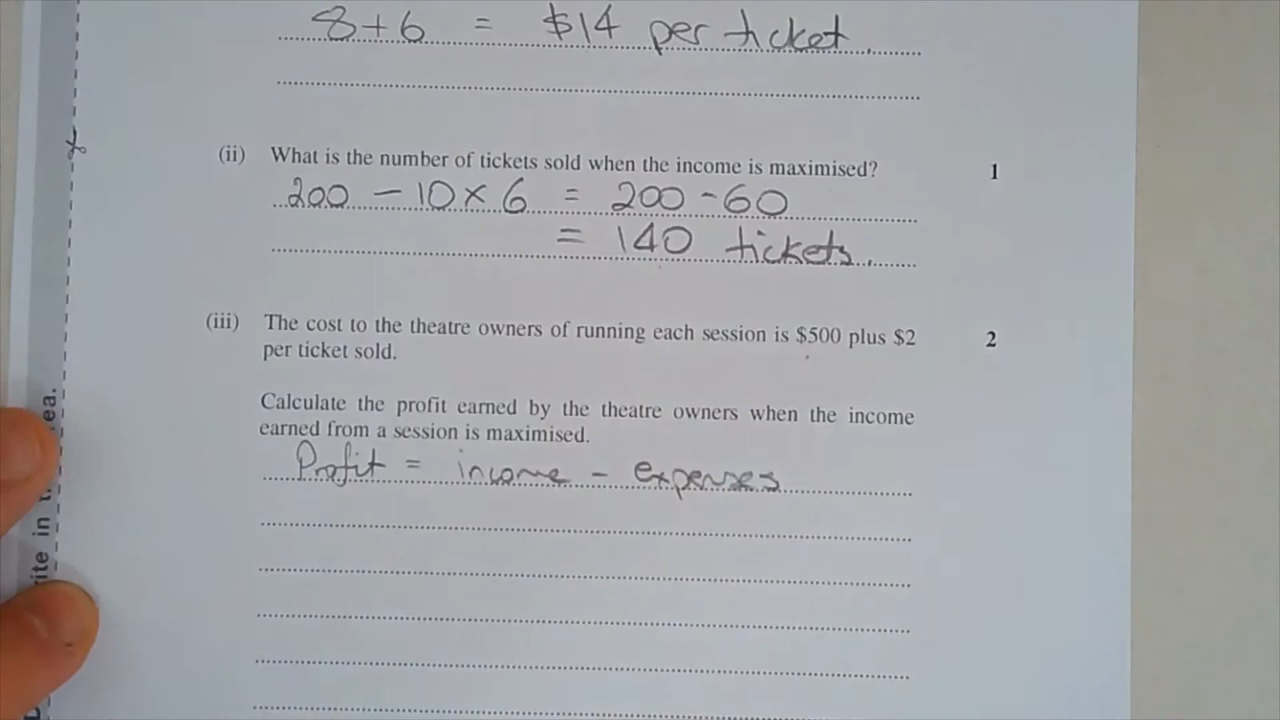 8+6 = $14 per ticket.
(ii) What is the number of tickets sold when the income is maximised? 1
200 - 10 x 6 = 200 - 60
= 140 tickets.
(iii) The cost to the theatre owners of running each session is $500 plus $2 2
per ticket sold.
Calculate the profit earned by the theatre owners when the income
earned from a session is maximised.
Profit = income - expenses
ea.